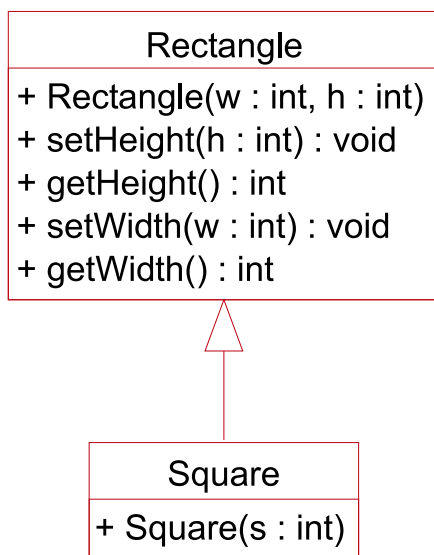 Rectangle
+ Rectangle(w : int, h : int)
+ setHeight(h : int) : void
+ getHeight() : int
+ setWidth(w : int) : void
+ getWidth() : int
Square
+ Square(s : int)